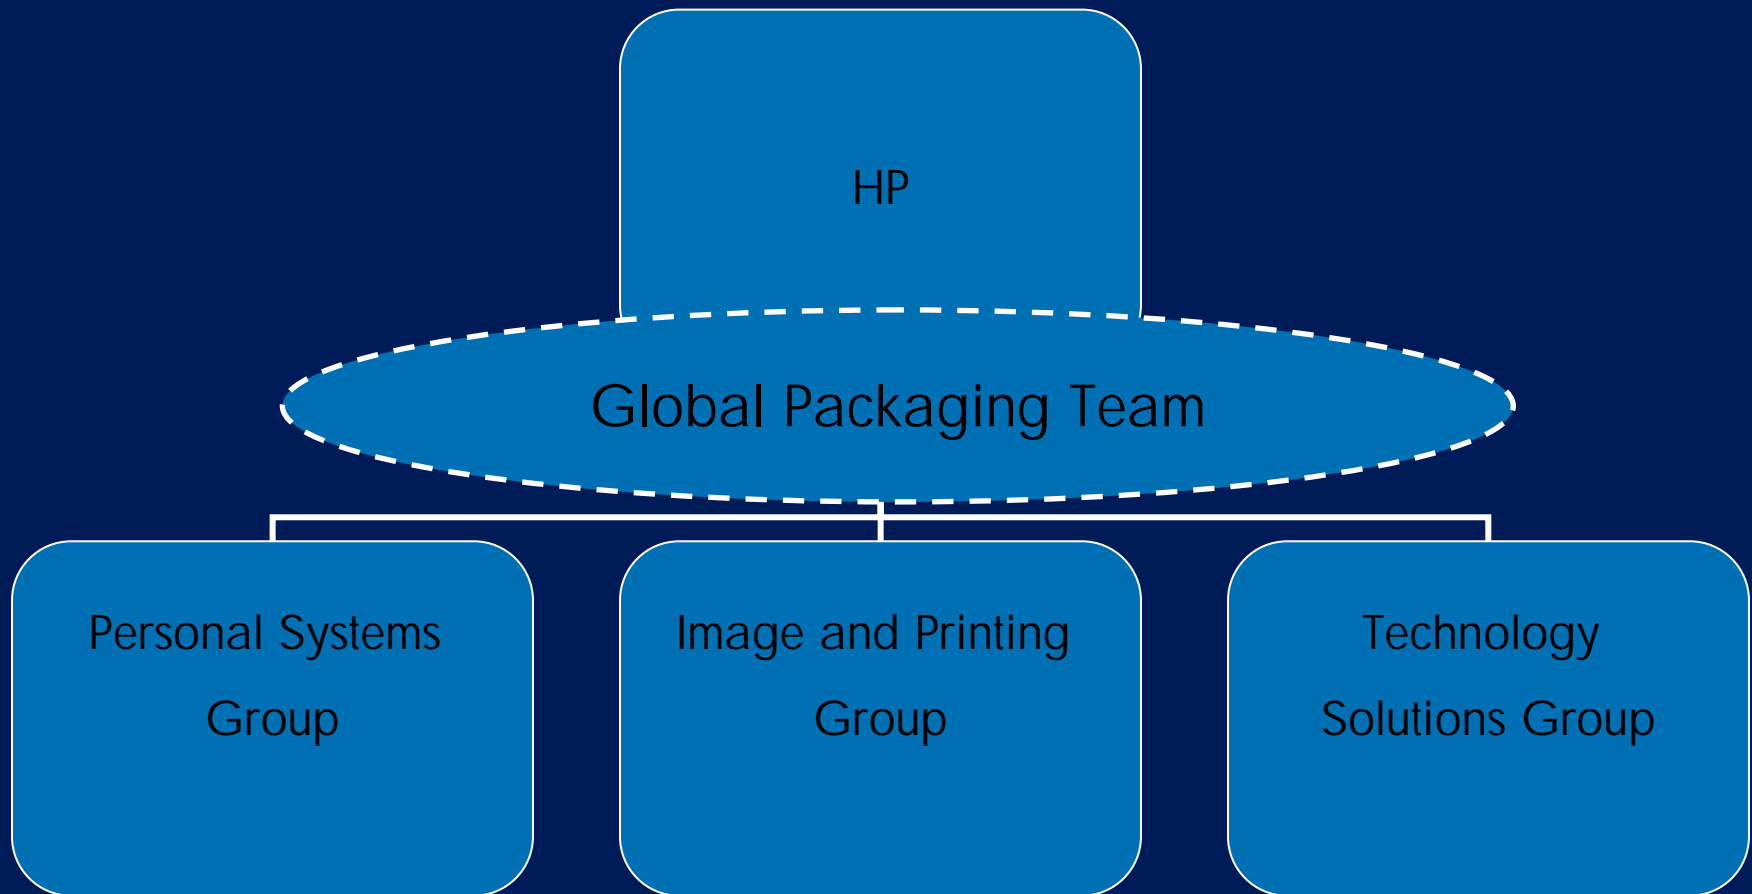 HP
Global Packaging Team
Personal Systems
Group
Image and Printing
Group
Technology
Solutions Group